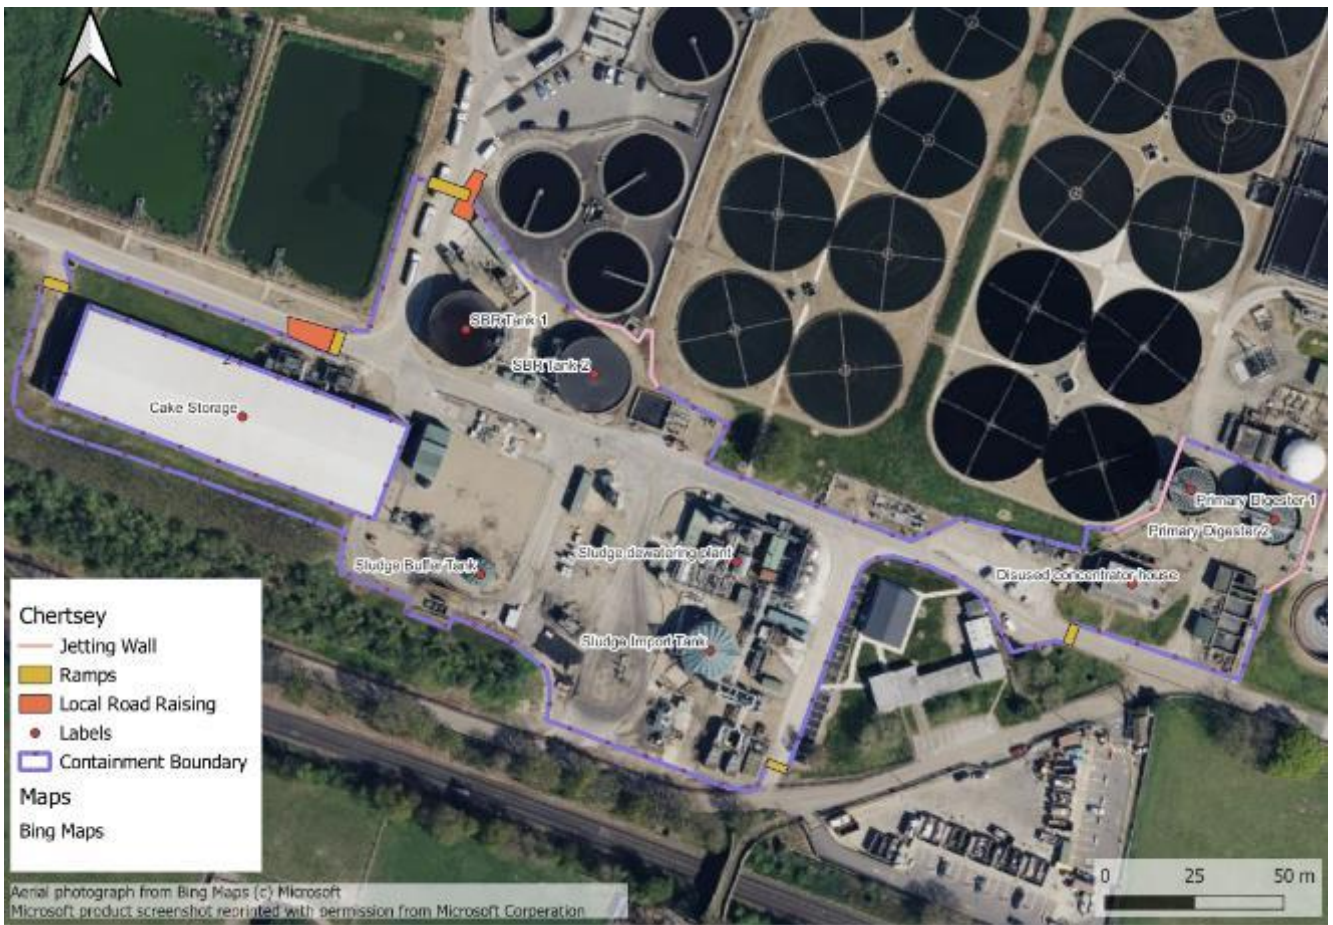 SBR Tank 1
SBR Tank 2
Cake Storage
Primary Digester 1
Primary Digester 2
Sludge dewatering plant
Sludge Buffer Tank
Disused concentrator house
Sludge Import Tank
Chertsey
Jetting Wall
Ramps
Local Road Raising
Labels
Containment Boundary
Maps
Bing Maps
0 25 50 m
Aerial photograph from Bing Maps (c) Microsoft
Microsoft product screenshot reprinted with permission from Microsoft Corporation